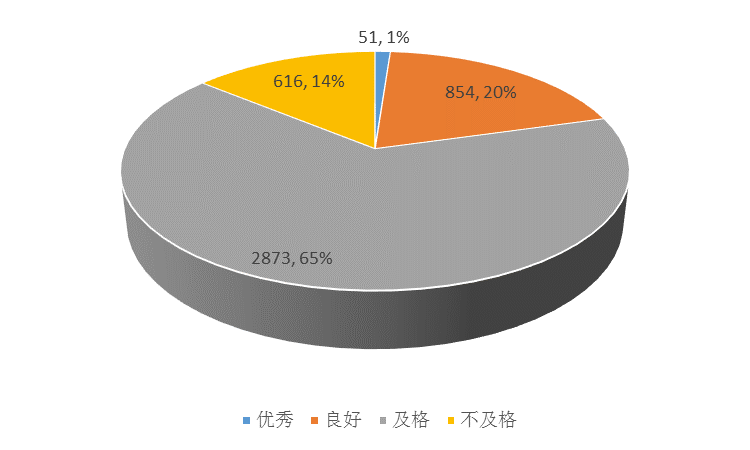 51, 1%
616, 14%
854, 20%
2873, 65%
优秀 良好 及格 不及格